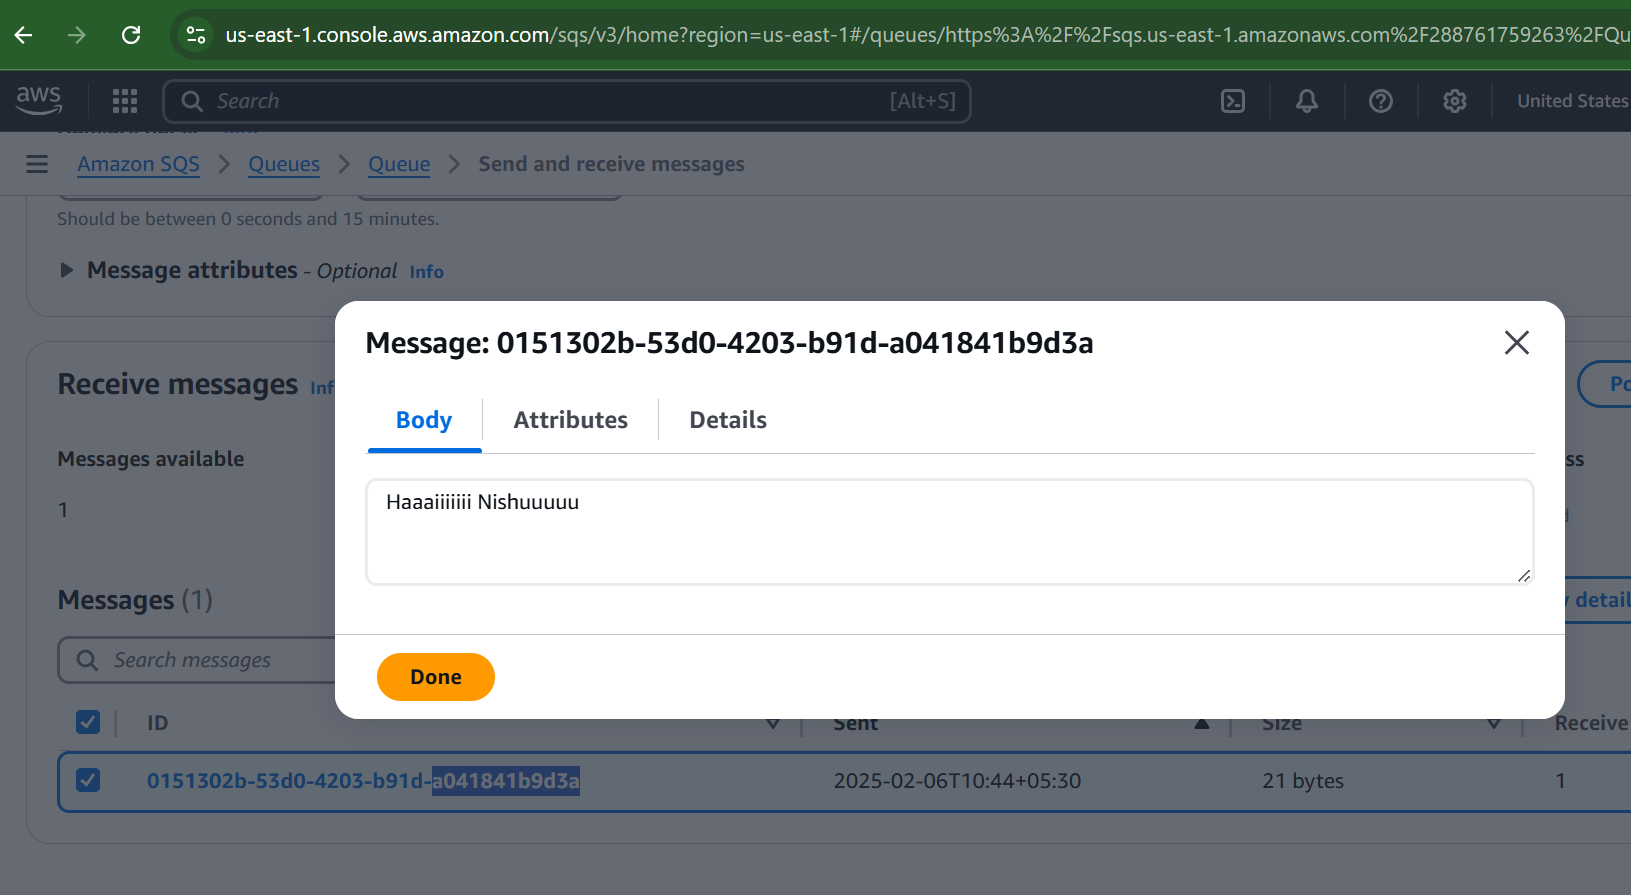 us-east-1.console.aws.amazon.com/sqs/v3/home?region=us-east-1#/queues/https%3A%2F%2Fsqs.us-east-1.amazonaws.com%2F288761759263%2FQu
aws
Search [Alt+S] United States
Amazon SQS > Queues > Queue > Send and receive messages
Should be between 0 seconds and 15 minutes.
Message attributes - Optional Info
Message: 0151302b-53d0-4203-b91d-a041841b9d3a
Receive messages Inf Po
Body Attributes Details
Messages available ss
Haaaiiiiiii Nishuuuuu
1
Messages (1) detail
Search messages
Done
ID Sent Size Receive
0151302b-53d0-4203-b91d-a041841b9d3a 2025-02-06T10:44+05:30 21 bytes 1